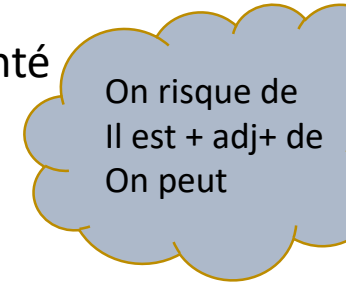 nté
On risque de
Il est + adj+ de
On peut